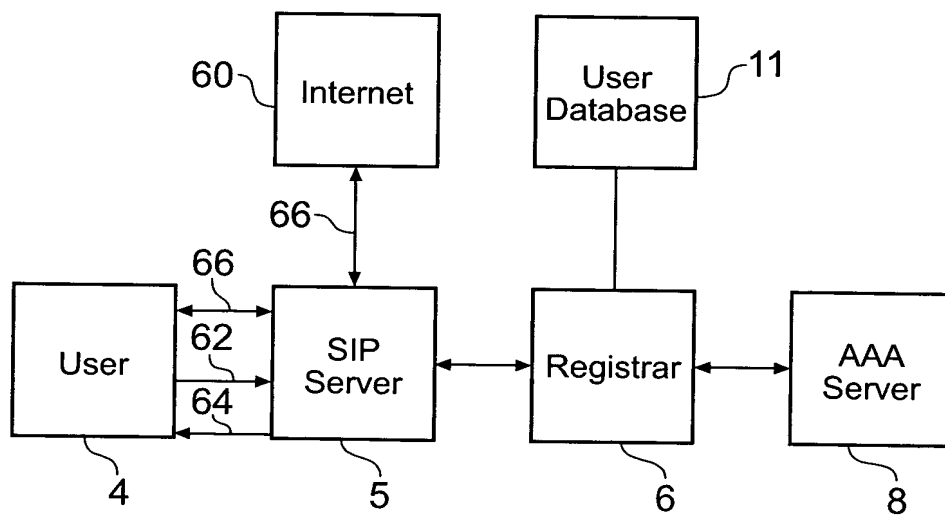 60
Internet
User
Database
11
66
66
User
62
64
SIP
Server
Registrar
AAA
Server
4
5
6
8